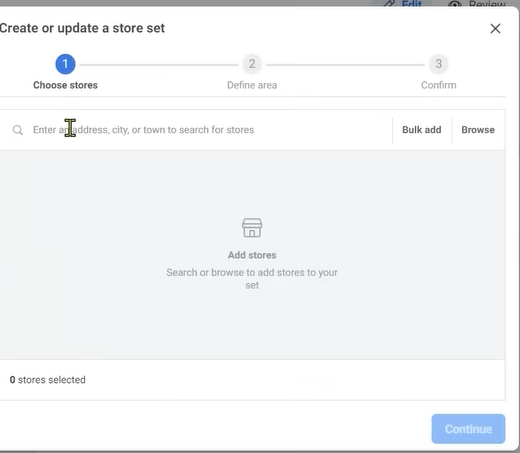 Edit Review
Create or update a store set
1 2 3
Choose stores Define area Confirm
Enter an address, city, or town to search for stores Bulk add Browse
Add stores
Search or browse to add stores to your
set
0 stores selected
Continue